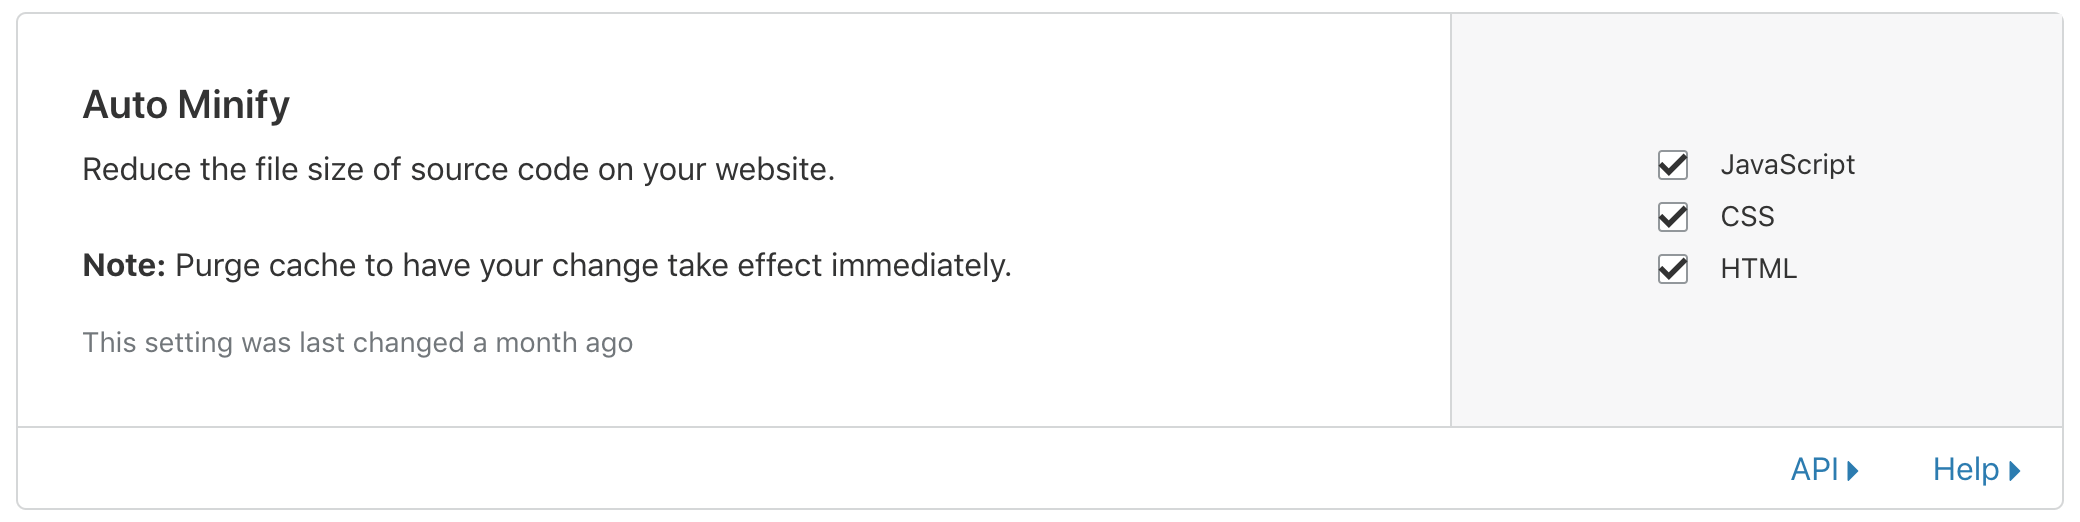 Auto Minify
Reduce the file size of source code on your website.
Note: Purge cache to have your change take effect immediately.
This setting was last changed a month ago
JavaScript
CSS
HTML
API
Help